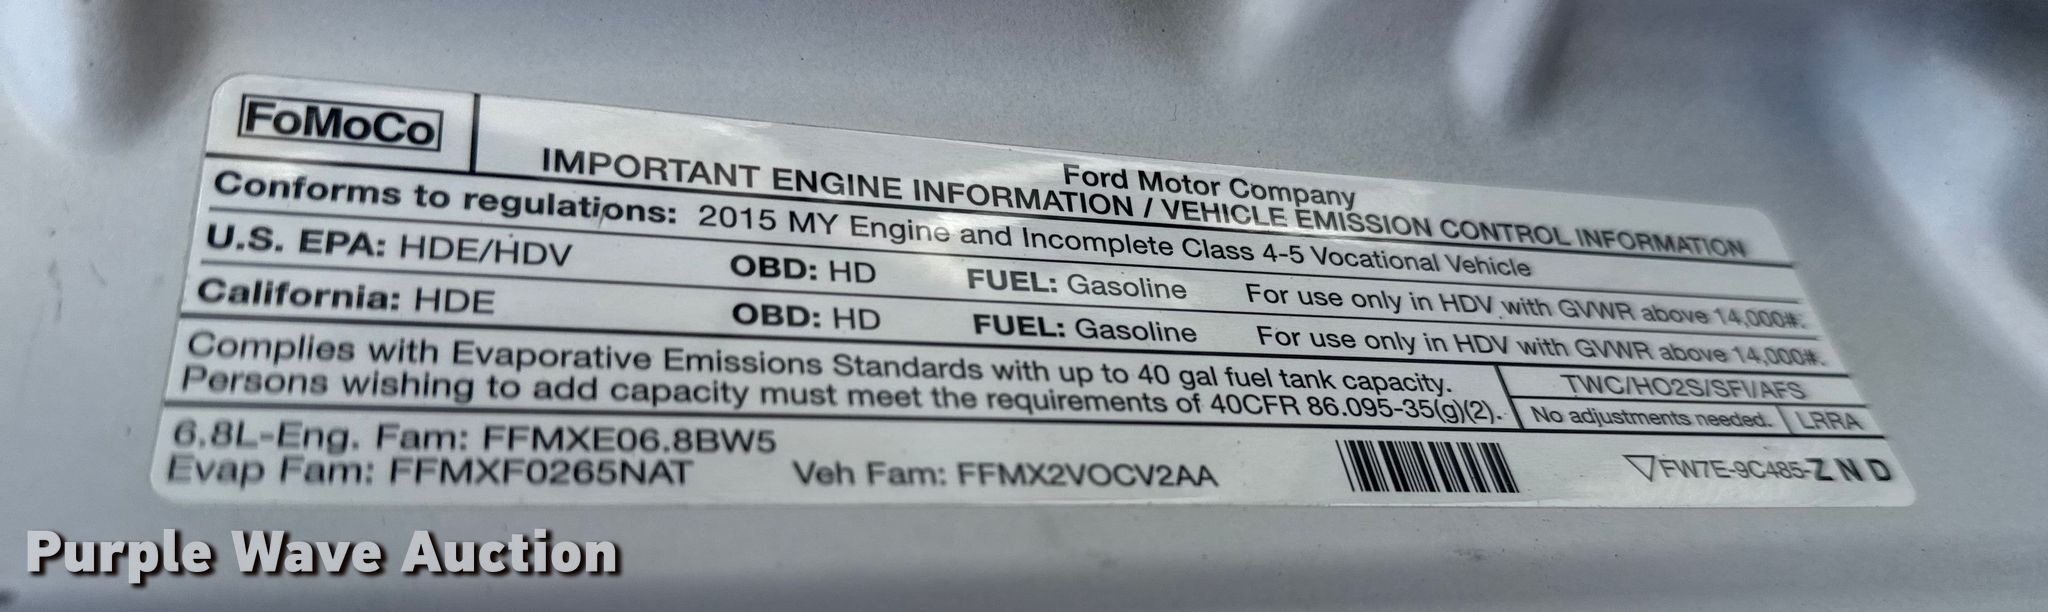 FoMoCo
Ford Motor Company
IMPORTANT ENGINE INFORMATION / VEHICLE EMISSION CONTROL INFORMATION
Conforms to regulations: 2015 MY Engine and Incomplete Class 4-5 Vocational Vehicle
U.S. EPA: HDE/HDV OBD: HD FUEL: Gasoline For use only in HDV with GVWR above 14,000#.
California: HDE OBD: HD FUEL: Gasoline For use only in HDV with GVWR above 14,000#.
Complies with Evaporative Emissions Standards with up to 40 gal fuel tank capacity.
Persons wishing to add capacity must meet the requirements of 40CFR 86.095-35(g)(2).
TWC/HO2S/SFI/AFS
No adjustments needed. LRRA
6.8L-Eng. Fam: FFMXE06.8BW5
Evap Fam: FFMXF0265NAT Veh Fam: FFMX2VOCV2AA
▽FW7E-9C485-Z N D
Purple Wave Auction